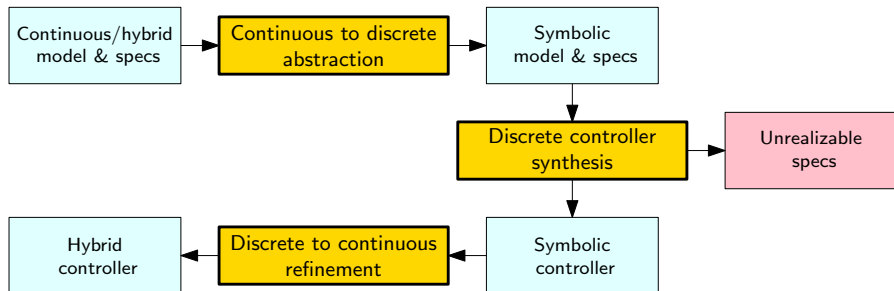 Continuous/hybrid
model & specs
Continuous to discrete
abstraction
Symbolic
model & specs
Discrete controller
synthesis
Unrealizable
specs
Hybrid
controller
Discrete to continuous
refinement
Symbolic
controller